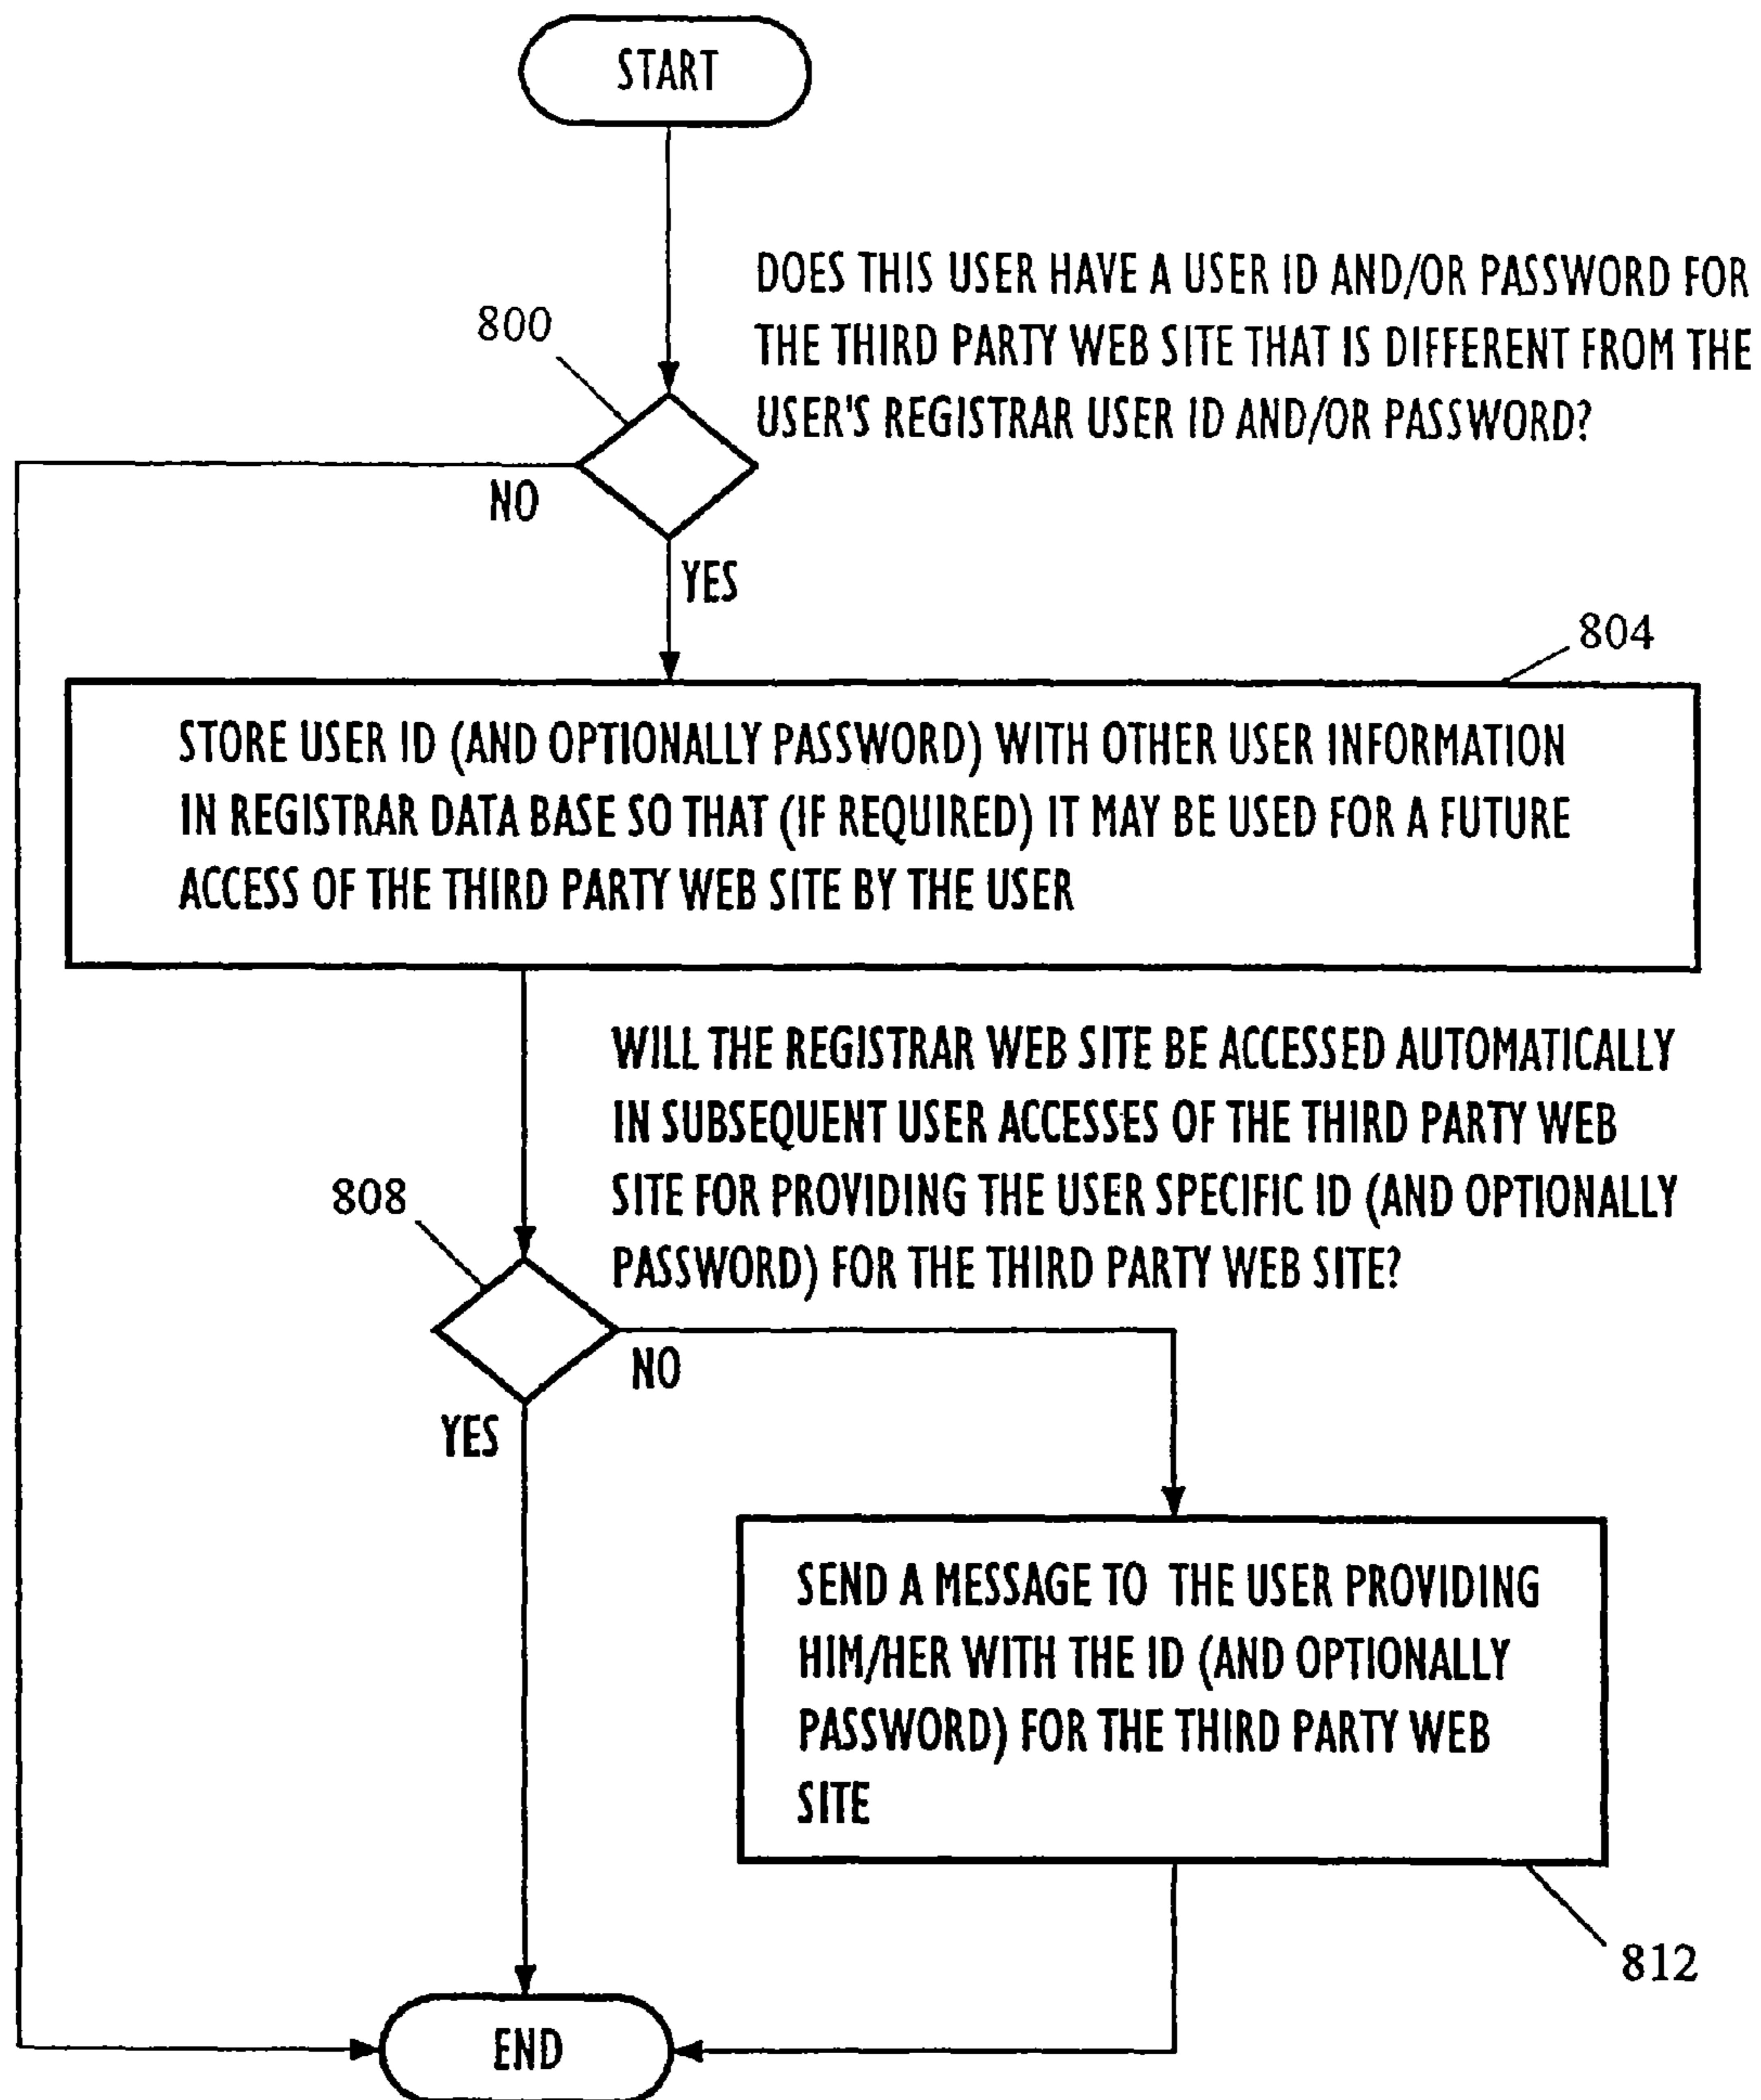 START
DOES THIS USER HAVE A USER ID AND/OR PASSWORD FOR
THE THIRD PARTY WEB SITE THAT IS DIFFERENT FROM THE
USER'S REGISTRAR USER ID AND/OR PASSWORD?
800
NO
YES
804
STORE USER ID (AND OPTIONALLY PASSWORD) WITH OTHER USER INFORMATION
IN REGISTRAR DATA BASE SO THAT (IF REQUIRED) IT MAY BE USED FOR A FUTURE
ACCESS OF THE THIRD PARTY WEB SITE BY THE USER
WILL THE REGISTRAR WEB SITE BE ACCESSED AUTOMATICALLY
IN SUBSEQUENT USER ACCESSES OF THE THIRD PARTY WEB
SITE FOR PROVIDING THE USER SPECIFIC ID (AND OPTIONALLY
PASSWORD) FOR THE THIRD PARTY WEB SITE?
808
NO
YES
SEND A MESSAGE TO THE USER PROVIDING
HIM/HER WITH THE ID (AND OPTIONALLY
PASSWORD) FOR THE THIRD PARTY WEB
SITE
812
END